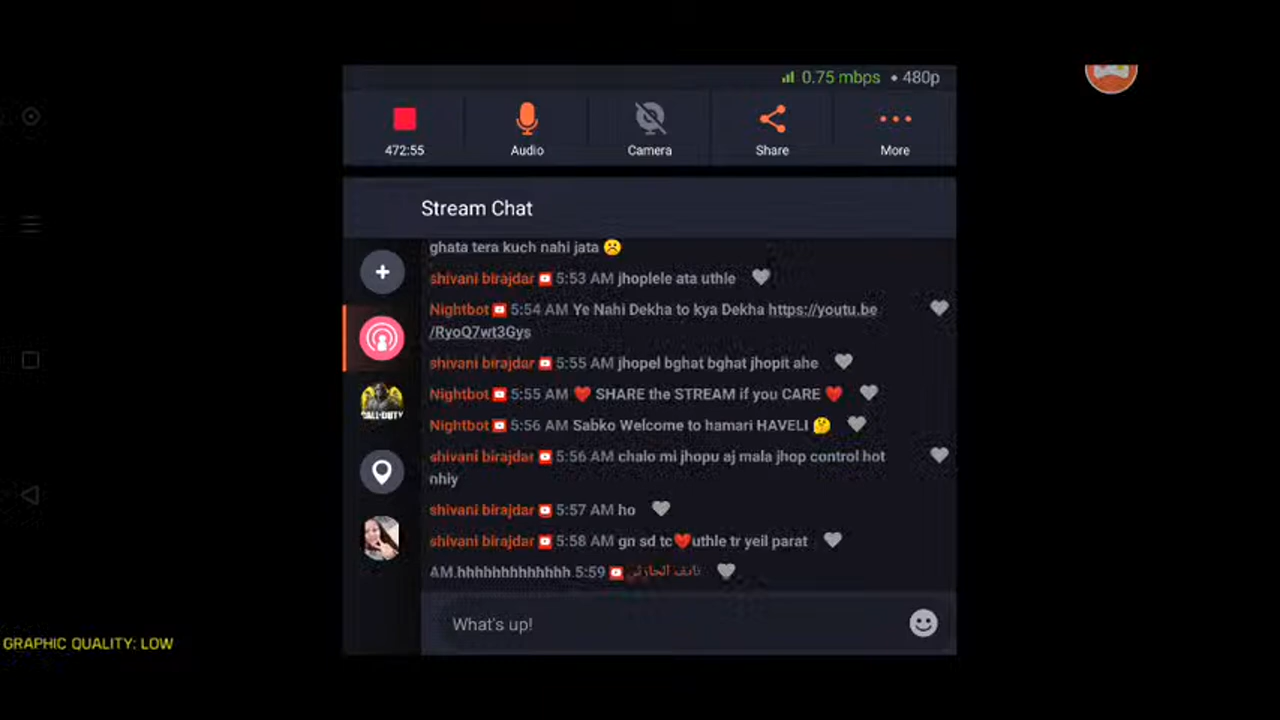 0.75 mbps • 480p
472:55
Audio
Camera
Share
More
Stream Chat
ghata tera kuch nahi jata ☹️
shivani birajdar 5:53 AM jhoplele ata uthle
Nightbot 5:54 AM Ye Nahi Dekha to kya Dekha https://youtu.be
/RyoQ7wt3Gys
shivani birajdar 5:55 AM jhopel bghat bghat jhopit ahe
Nightbot 5:55 AM ❤️ SHARE the STREAM if you CARE ❤️
CALL OF DUTY
Nightbot 5:56 AM Sabko Welcome to hamari HAVELI 🤔
shivani birajdar 5:56 AM chalo mi jhopu aj mala jhop control hot
nhiy
shivani birajdar 5:57 AM ho
shivani birajdar 5:58 AM gn sd tc❤️uthle tr yeil parat
AM hhhhhhhhhhhhh 5:59 نايف
What's up!
GRAPHIC QUALITY: LOW